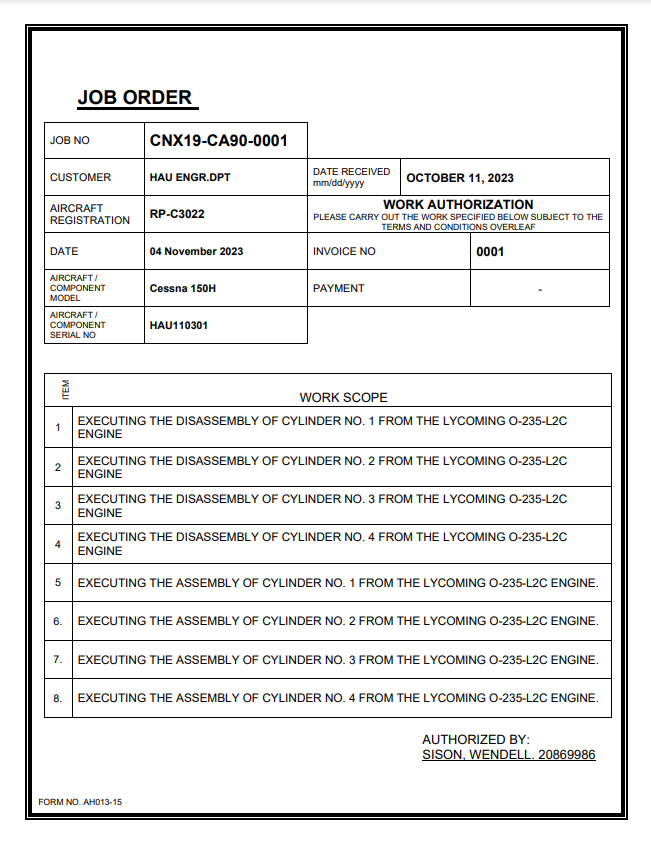 JOB ORDER
JOB NO
CNX19-CA90-0001
CUSTOMER
HAU ENGR.DPT
DATE RECEIVED
mm/dd/yyyy
OCTOBER 11, 2023
AIRCRAFT
REGISTRATION
RP-C3022
WORK AUTHORIZATION
PLEASE CARRY OUT THE WORK SPECIFIED BELOW SUBJECT TO THE
TERMS AND CONDITIONS OVERLEAF
DATE
04 November 2023
INVOICE NO
0001
AIRCRAFT /
COMPONENT
MODEL
Cessna 150H
PAYMENT
-
AIRCRAFT /
COMPONENT
SERIAL NO
HAU110301
ITEM
WORK SCOPE
1
EXECUTING THE DISASSEMBLY OF CYLINDER NO. 1 FROM THE LYCOMING O-235-L2C
ENGINE
2
EXECUTING THE DISASSEMBLY OF CYLINDER NO. 2 FROM THE LYCOMING O-235-L2C
ENGINE
3
EXECUTING THE DISASSEMBLY OF CYLINDER NO. 3 FROM THE LYCOMING O-235-L2C
ENGINE
4
EXECUTING THE DISASSEMBLY OF CYLINDER NO. 4 FROM THE LYCOMING O-235-L2C
ENGINE
5
EXECUTING THE ASSEMBLY OF CYLINDER NO. 1 FROM THE LYCOMING O-235-L2C ENGINE.
6.
EXECUTING THE ASSEMBLY OF CYLINDER NO. 2 FROM THE LYCOMING O-235-L2C ENGINE.
7.
EXECUTING THE ASSEMBLY OF CYLINDER NO. 3 FROM THE LYCOMING O-235-L2C ENGINE.
8.
EXECUTING THE ASSEMBLY OF CYLINDER NO. 4 FROM THE LYCOMING O-235-L2C ENGINE.
AUTHORIZED BY:
SISON, WENDELL. 20869986
FORM NO. AH013-15